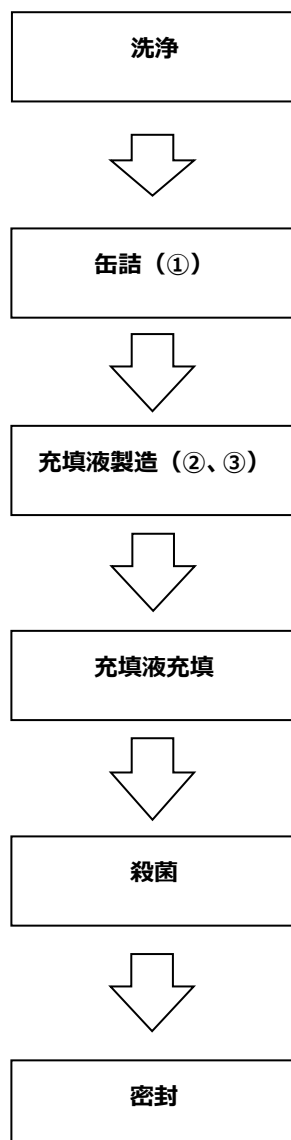 洗浄
缶詰（①）
充填液製造（②、③）
充填液充填
殺菌
密封